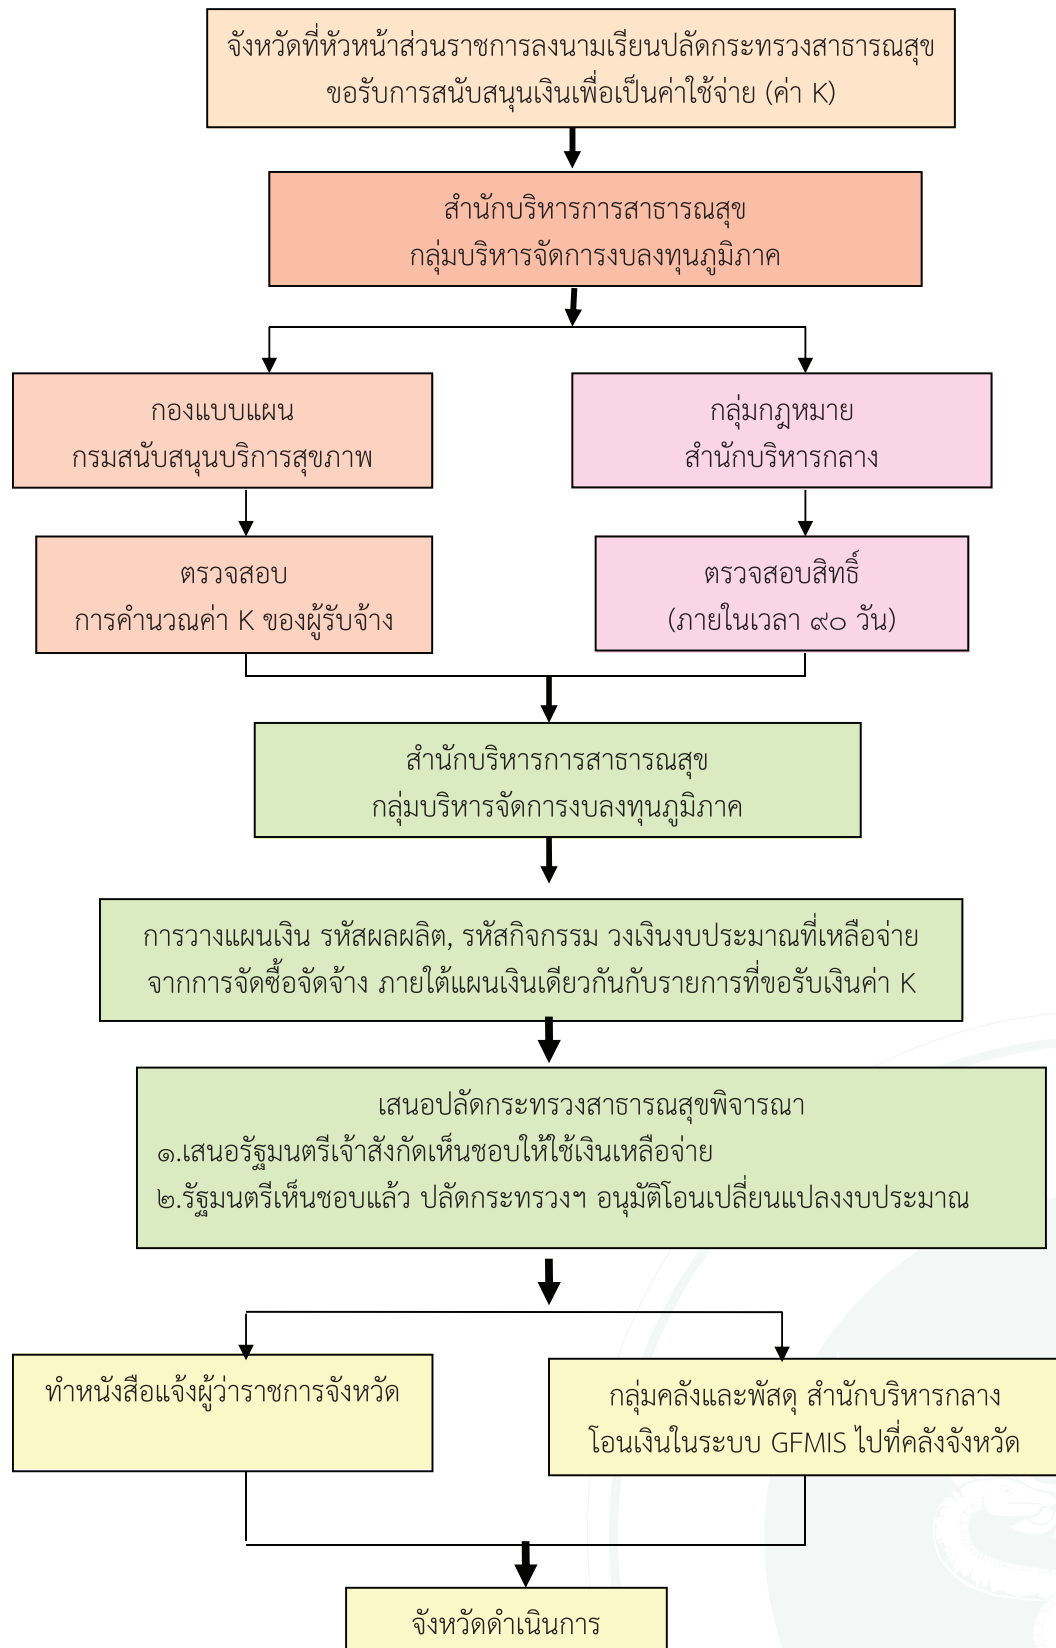 จังหวัดที่หัวหน้าส่วนราชการลงนามเรียนปลัดกระทรวงสาธารณสุข
ขอรับการสนับสนุนเงินเพื่อเป็นค่าใช้จ่าย (ค่า K)
สำนักบริหารการสาธารณสุข
กลุ่มบริหารจัดการงบลงทุนภูมิภาค
กองแบบแผน
กรมสนับสนุนบริการสุขภาพ
กลุ่มกฎหมาย
สำนักบริหารกลาง
ตรวจสอบ
การคำนวณค่า K ของผู้รับจ้าง
ตรวจสอบสิทธิ์
(ภายในเวลา ๙๐ วัน)
สำนักบริหารการสาธารณสุข
กลุ่มบริหารจัดการงบลงทุนภูมิภาค
การวางแผนเงิน รหัสผลผลิต, รหัสกิจกรรม วงเงินงบประมาณที่เหลือจ่าย
จากการจัดซื้อจัดจ้าง ภายใต้แผนเงินเดียวกันกับรายการที่ขอรับเงินค่า K
เสนอปลัดกระทรวงสาธารณสุขพิจารณา
๑.เสนอรัฐมนตรีเจ้าสังกัดเห็นชอบให้ใช้เงินเหลือจ่าย
๒.รัฐมนตรีเห็นชอบแล้ว ปลัดกระทรวงฯ อนุมัติโอนเปลี่ยนแปลงงบประมาณ
ทำหนังสือแจ้งผู้ว่าราชการจังหวัด
กลุ่มคลังและพัสดุ สำนักบริหารกลาง
โอนเงินในระบบ GFMIS ไปที่คลังจังหวัด
จังหวัดดำเนินการ